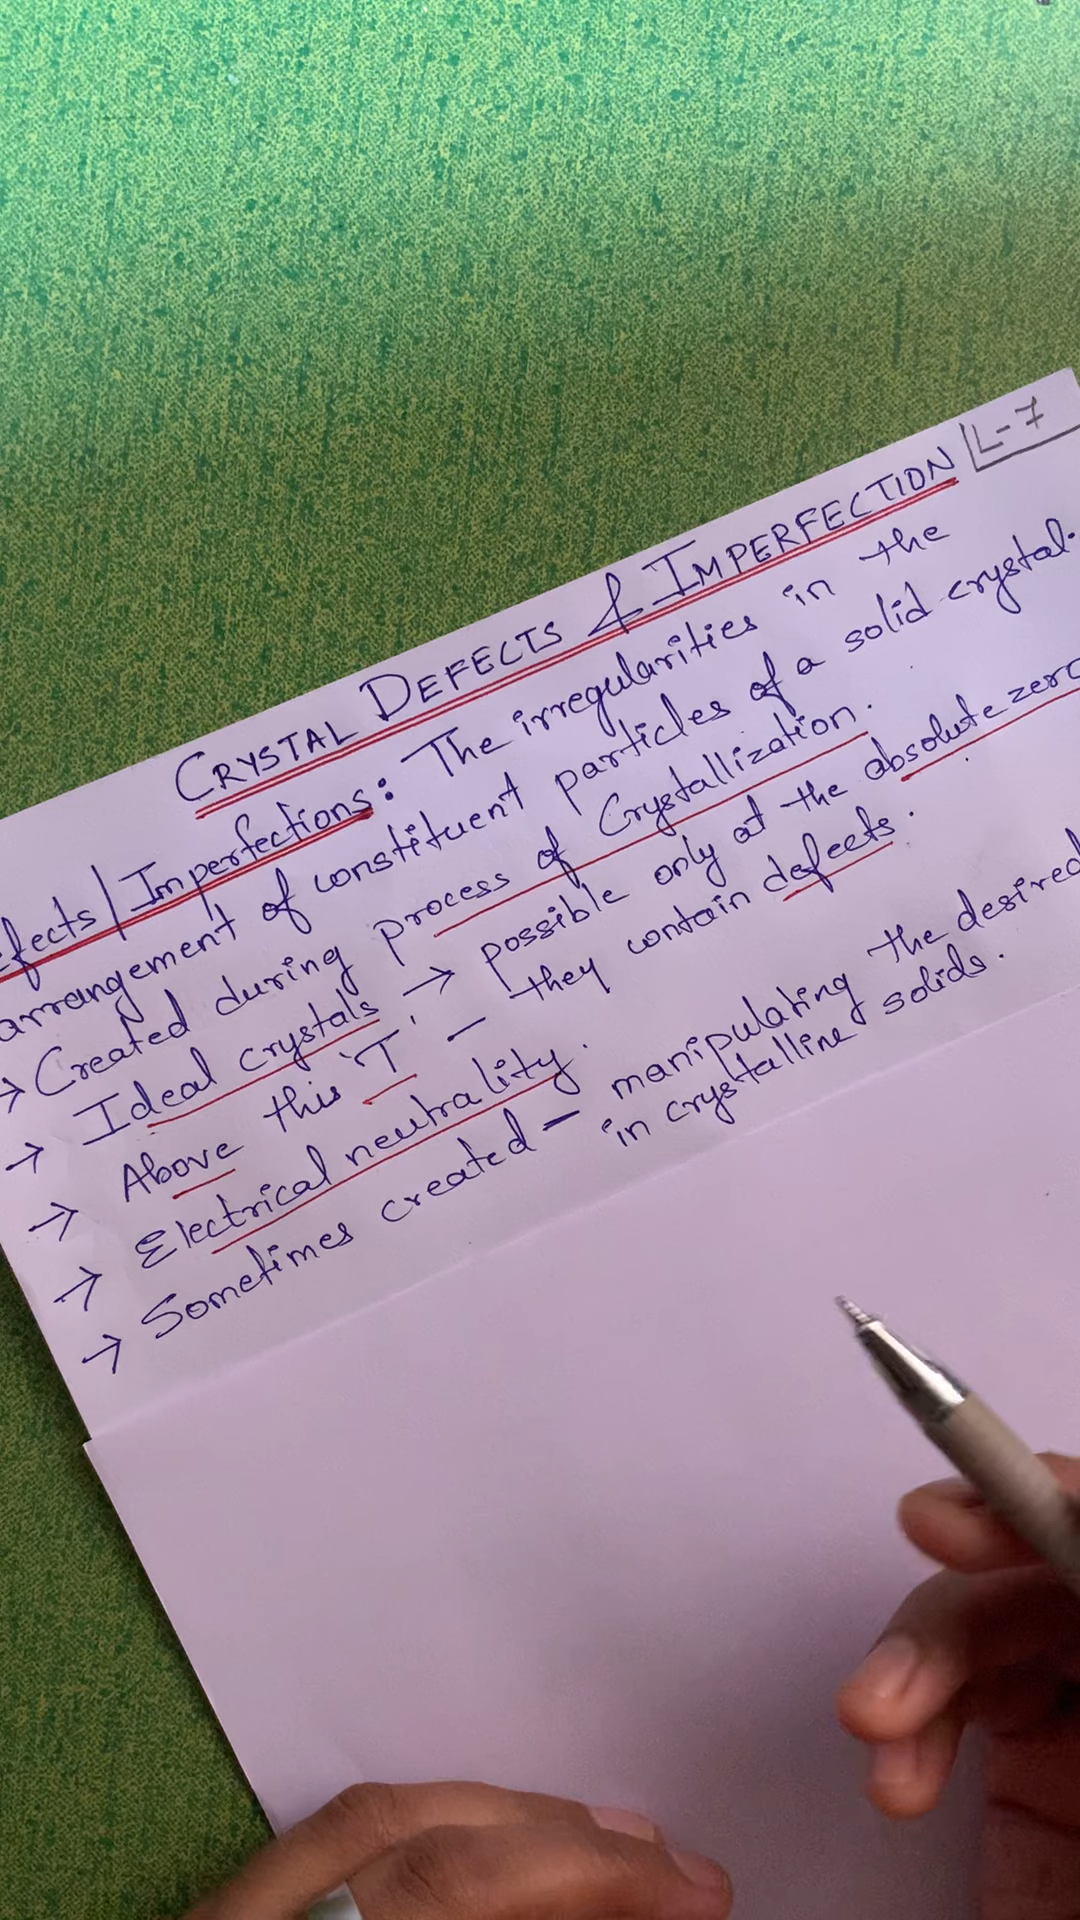 L-7
CRYSTAL DEFECTS & IMPERFECTION
efects/Imperfections: The irregularities in the
arrangement of constituent particles of a solid crystal.
→ Created during process of Crystallization.
→ Ideal crystals → possible only at the absolute zero
→ Above this 'T' - they contain defects.
→ Electrical neutrality.
→ Sometimes created - manipulating the desired
in crystalline solids.